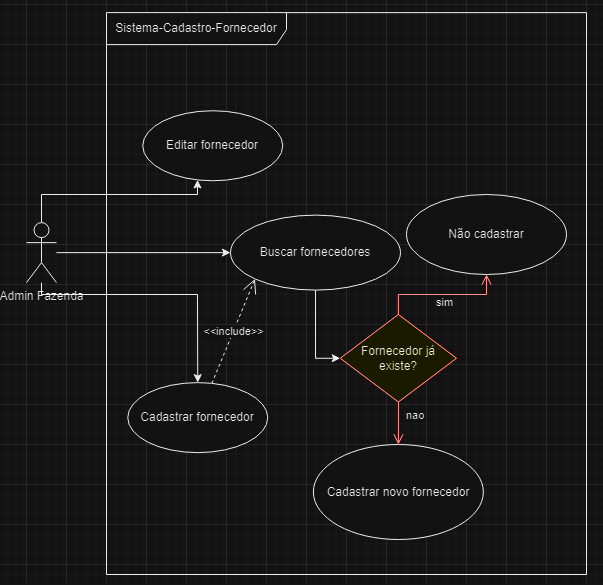 Sistema-Cadastro-Fornecedor
Editar fornecedor
Não cadastrar
Buscar fornecedores
Admin Fazenda
sim
<<include>>
Fornecedor já
existe?
Cadastrar fornecedor
nao
Cadastrar novo fornecedor